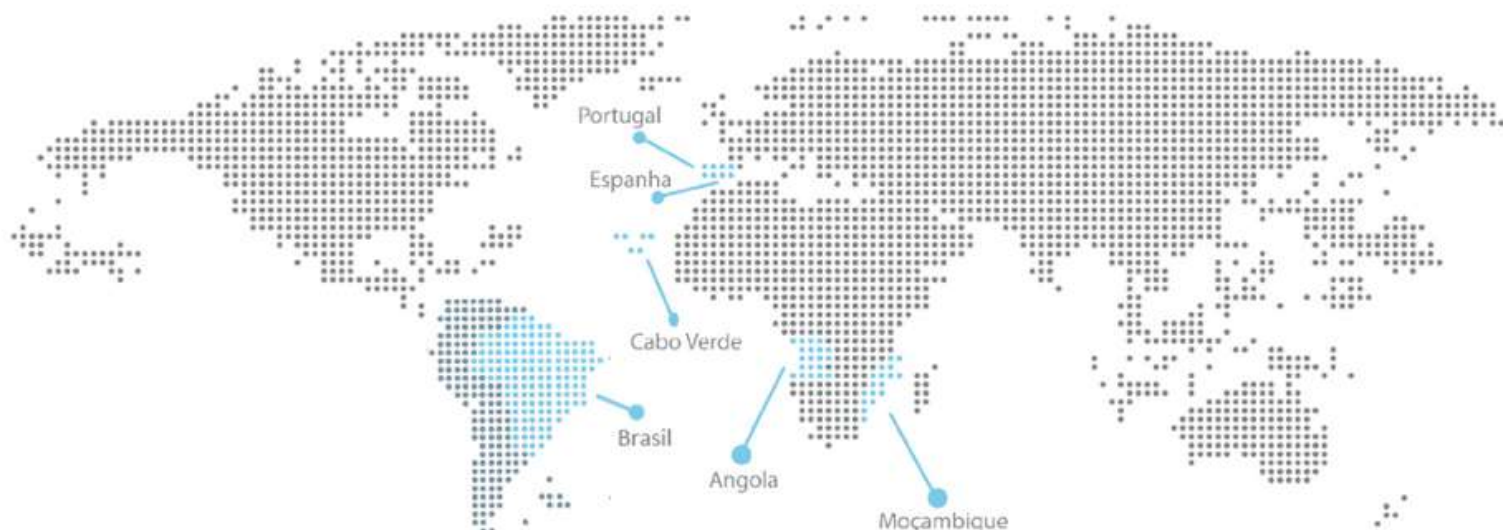 Portugal
Espanha
Cabo Verde
Brasil
Angola
Moçambique